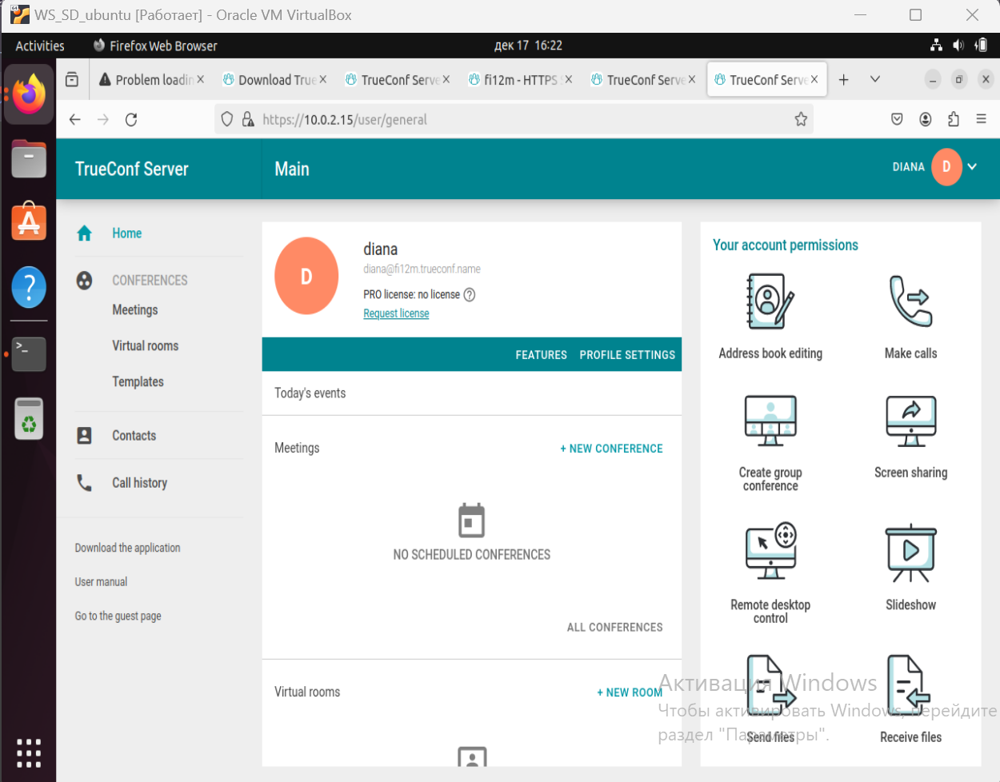 WS_SD_ubuntu [Работает] - Oracle VM VirtualBox
Activities
Firefox Web Browser
дек 17 16:22
Problem loadin
Download True
TrueConf Serve
fi12m - HTTPS
TrueConf Serve
TrueConf Serve
https://10.0.2.15/user/general
TrueConf Server
Main
DIANA
D
Home
CONFERENCES
Meetings
Virtual rooms
Templates
Contacts
Call history
Download the application
User manual
Go to the guest page
D
diana
diana@fi12m.trueconf.name
PRO license: no license
Request license
FEATURES
PROFILE SETTINGS
Today's events
Meetings
+ NEW CONFERENCE
NO SCHEDULED CONFERENCES
ALL CONFERENCES
Virtual rooms
+ NEW ROOM
Your account permissions
Address book editing
Make calls
Create group
conference
Screen sharing
Remote desktop
control
Slideshow
Send files
Receive files
Активация Windows
Чтобы активировать Windows, перейдите
раздел "Параметры".